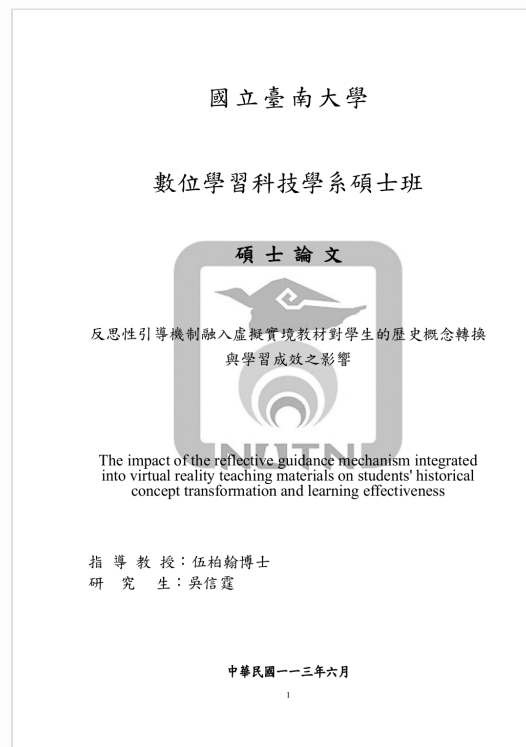 國立臺南大學
數位學習科技學系碩士班
碩士論文
反思性引導機制融入虛擬實境教材對學生的歷史概念轉換
與學習成效之影響
NUTN
The impact of the reflective guidance mechanism integrated
into virtual reality teaching materials on students' historical
concept transformation and learning effectiveness
指導教授：伍柏翰博士
研究生：吳信霆
中華民國一一三年六月
1